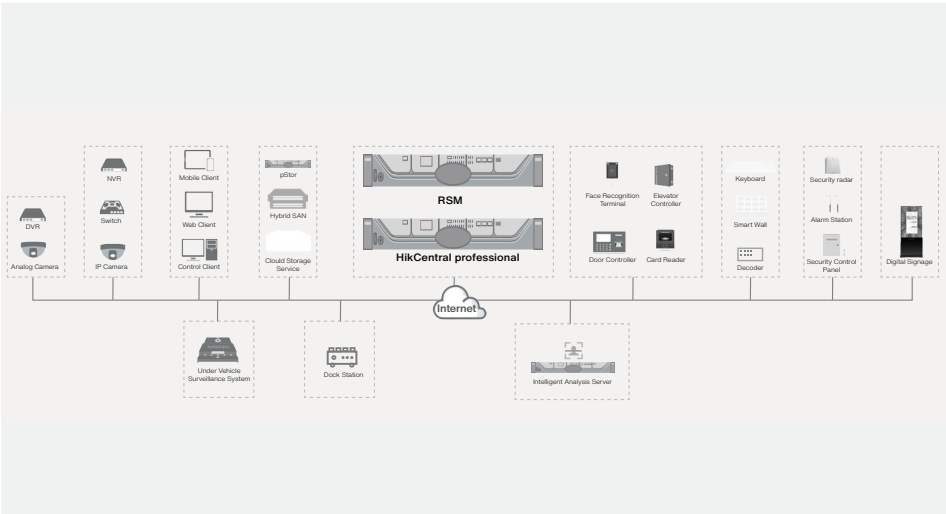 DVR
Analog Camera
NVR
Switch
IP Camera
Mobile Client
Web Client
Control Client
pStor
Hybrid SAN
Clould Storage
Service
RSM
HikCentral professional
Face Recognition
Terminal
Elevator
Controller
Door Controller
Card Reader
Keyboard
Smart Wall
Decoder
Security radar
Alarm Station
Security Control
Panel
Digital Signage
Internet
Under Vehicle
Surveillance System
Dock Station
Intelligent Analysis Server